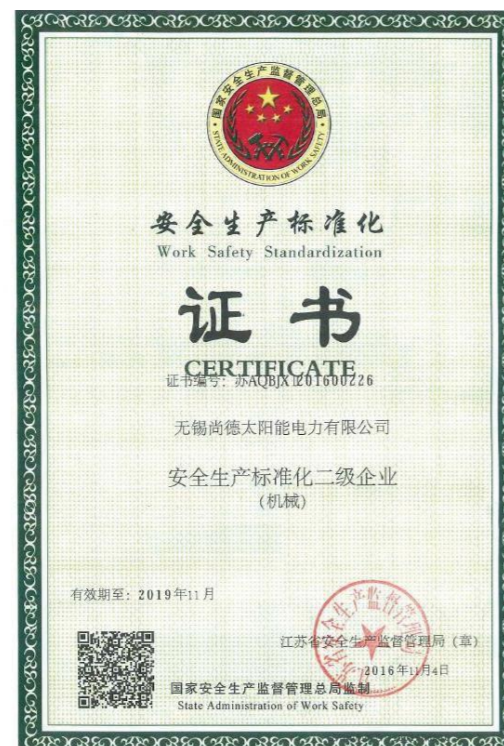 国家安全生产监督管理总局
STATE ADMINISTRATION OF WORK SAFETY
安全生产标准化
Work Safety Standardization
证书
CERTIFICATE
证书编号：苏AQBJX201600226
无锡尚德太阳能电力有限公司
安全生产标准化二级企业
（机械）
有效期至：2019年11月
江苏省安全生产监督管理局（章）
2016年11月4日
国家安全生产监督管理总局监制
State Administration of Work Safety